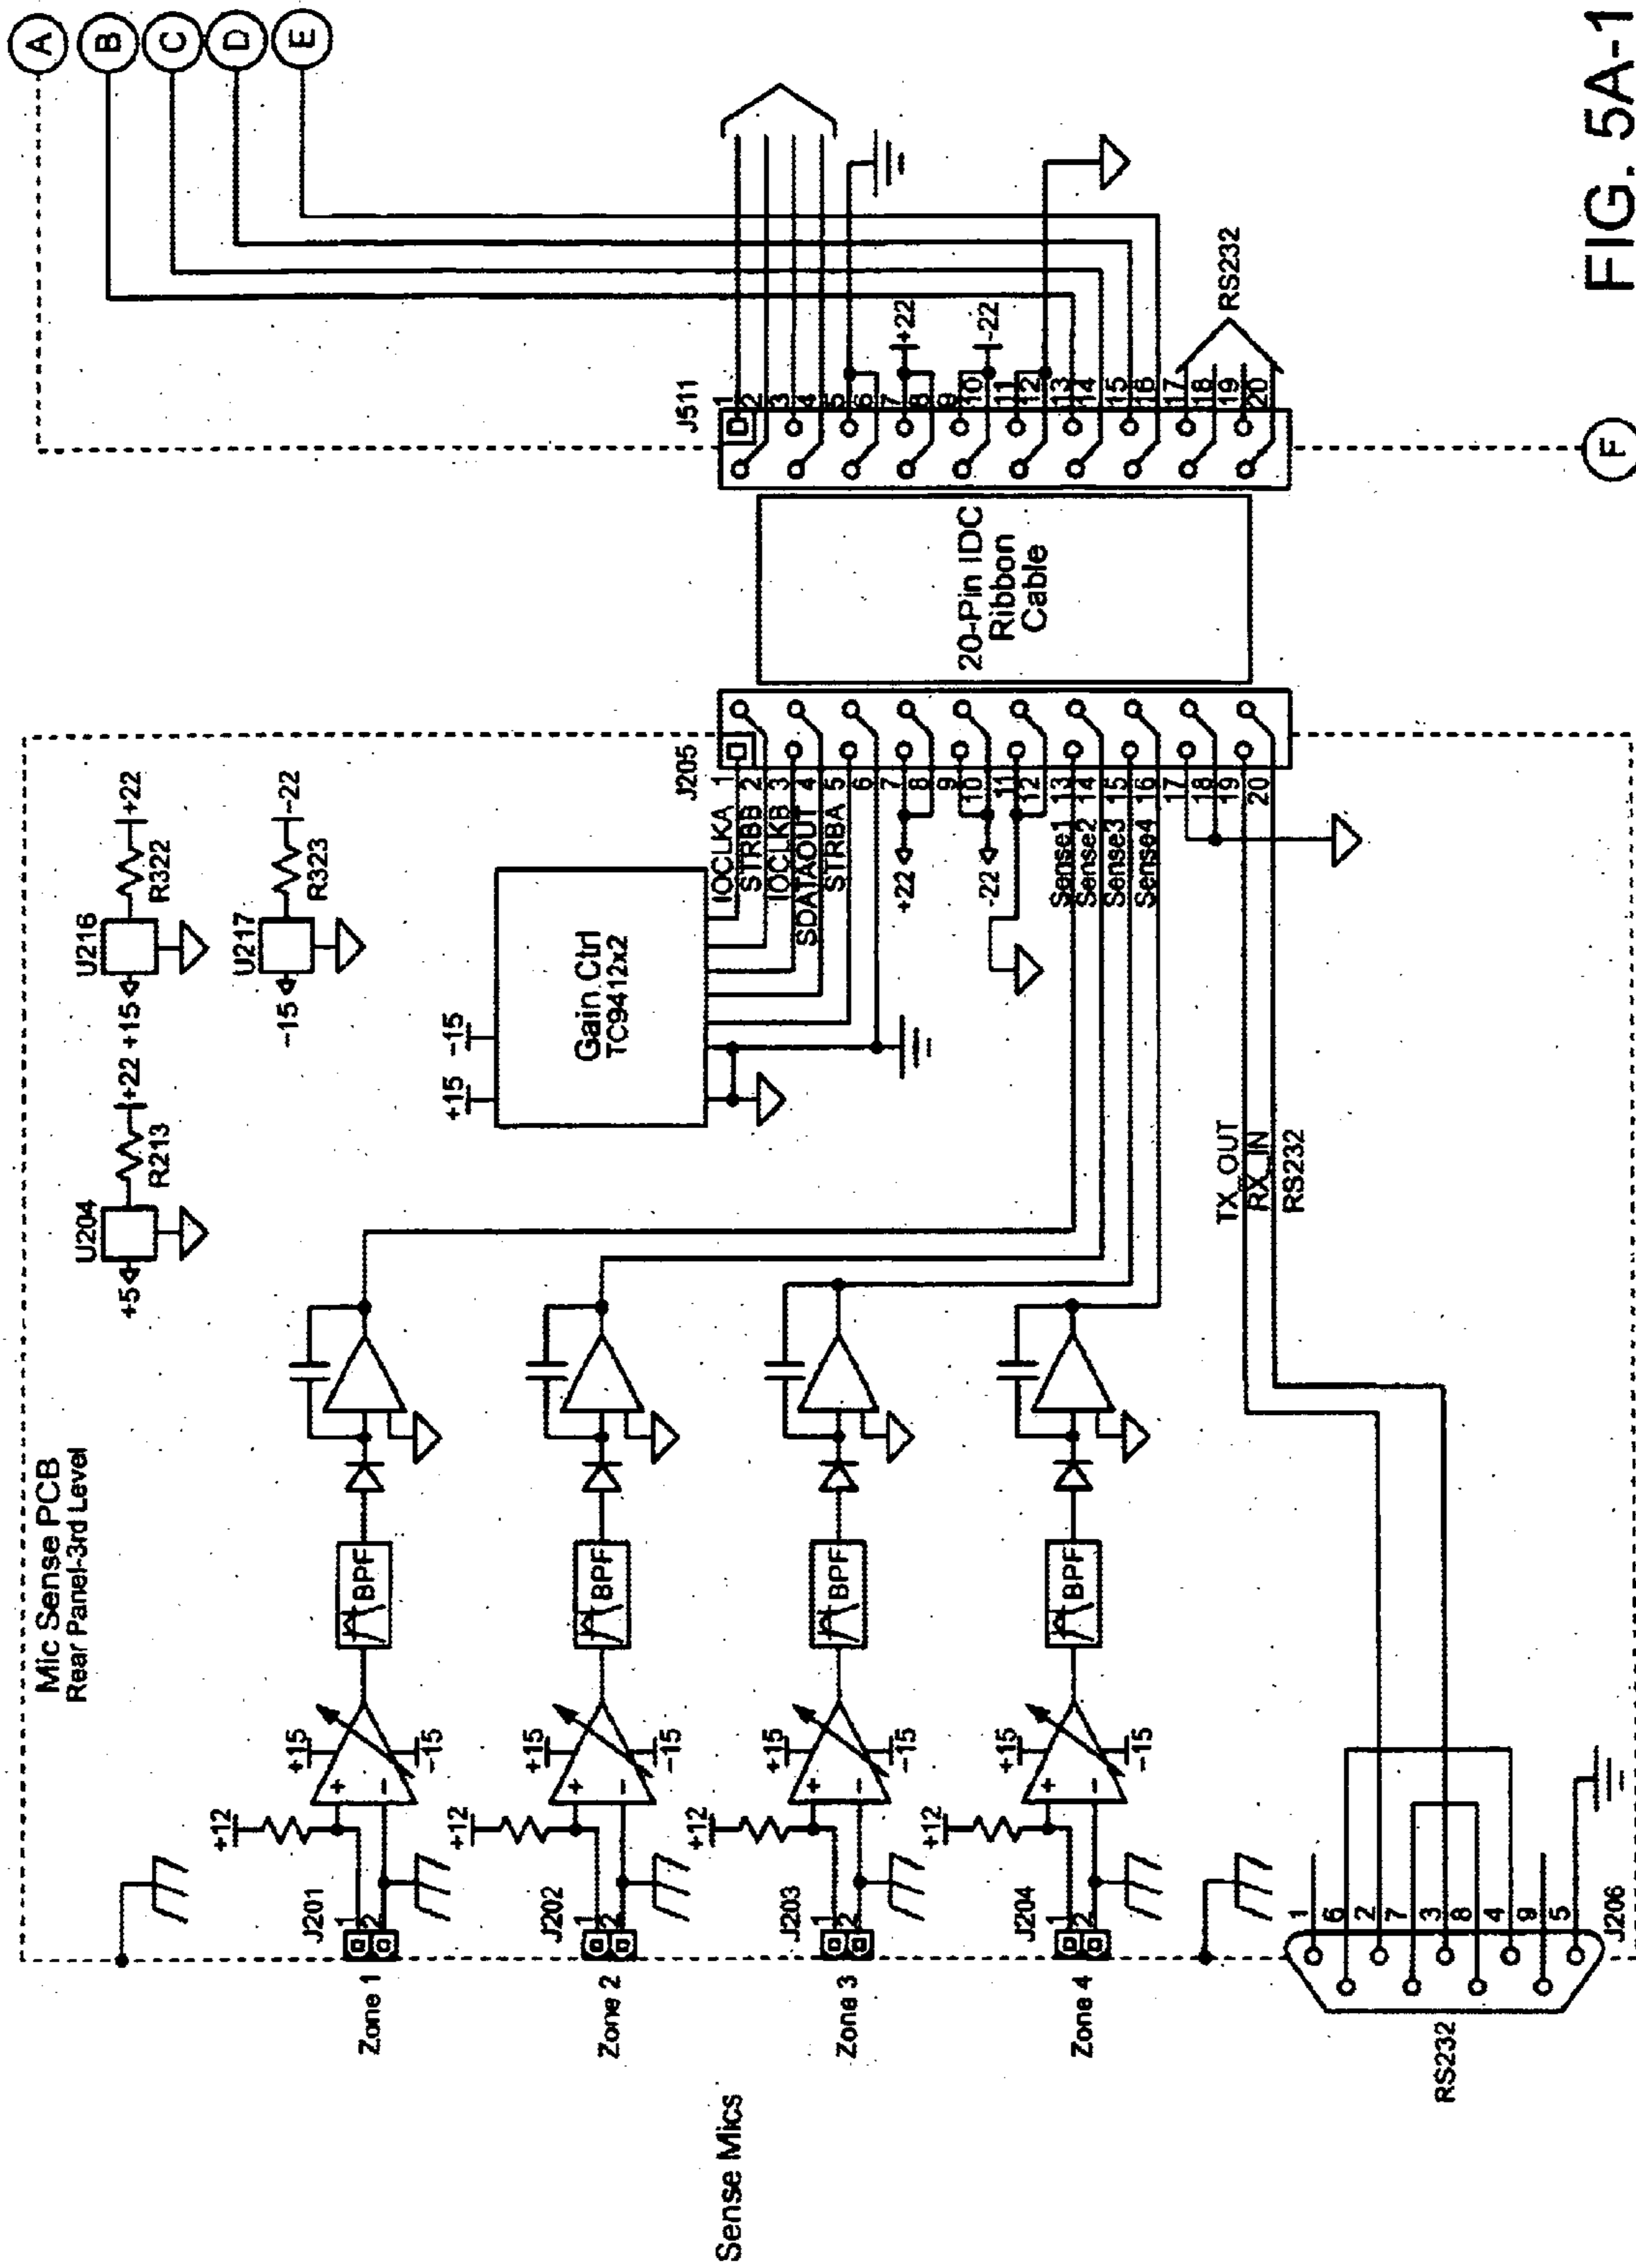 Mic Sense PCB
Rear Panel-3rd Level
U204
+5
R213
+22
U216
+15
R322
+22
U217
-15
R323
-22
Sense Mics
Zone 1
J201
1
2
+12
+
-
+15
-15
BPF
Zone 2
J202
1
2
+12
+
-
+15
-15
BPF
Zone 3
J203
1
2
+12
+
-
+15
-15
BPF
Zone 4
J204
1
2
+12
+
-
+15
-15
BPF
+15
-15
Gain Ctrl
TC9412x2
IOCLKA
STRBB
IOCLKB
SDATAOUT
STRBA
+22
-22
Sense1
Sense2
Sense3
Sense4
J205
1
2
3
4
5
6
7
8
9
10
11
12
13
14
15
16
17
18
19
20
TX_OUT
RX_IN
RS232
RS232
J206
1
6
2
7
3
8
4
9
5
20-Pin IDC
Ribbon
Cable
J511
1
2
3
4
5
6
7
8
9
10
11
12
13
14
15
16
17
18
19
20
+22
-22
RS232
A
B
C
D
E
F
FIG. 5A-1